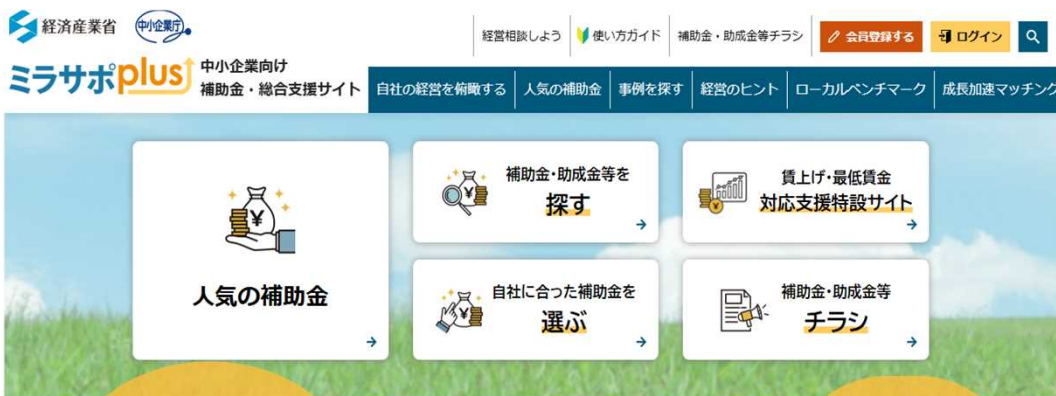 経済産業省
中小企業庁
経営相談しよう
使い方ガイド
補助金・助成金等チラシ
会員登録する
ログイン
ミラサポplus
中小企業向け
補助金・総合支援サイト
自社の経営を俯瞰する
人気の補助金
事例を探す
経営のヒント
ローカルベンチマーク
成長加速マッチング
人気の補助金
補助金・助成金等を
探す
賃上げ・最低賃金
対応支援特設サイト
自社に合った補助金を
選ぶ
補助金・助成金等
チラシ